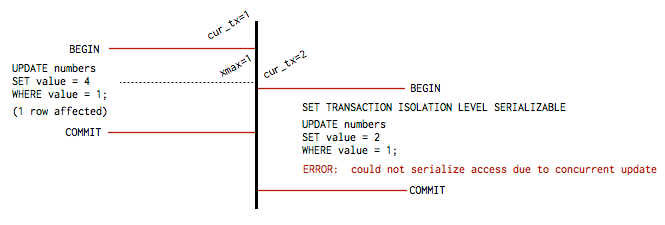 cur_tx=1
BEGIN
xmax=1
cur_tx=2
UPDATE numbers
SET value = 4
WHERE value = 1;
(1 row affected)
COMMIT
BEGIN
SET TRANSACTION ISOLATION LEVEL SERIALIZABLE
UPDATE numbers
SET value = 2
WHERE value = 1;
ERROR: could not serialize access due to concurrent update
COMMIT